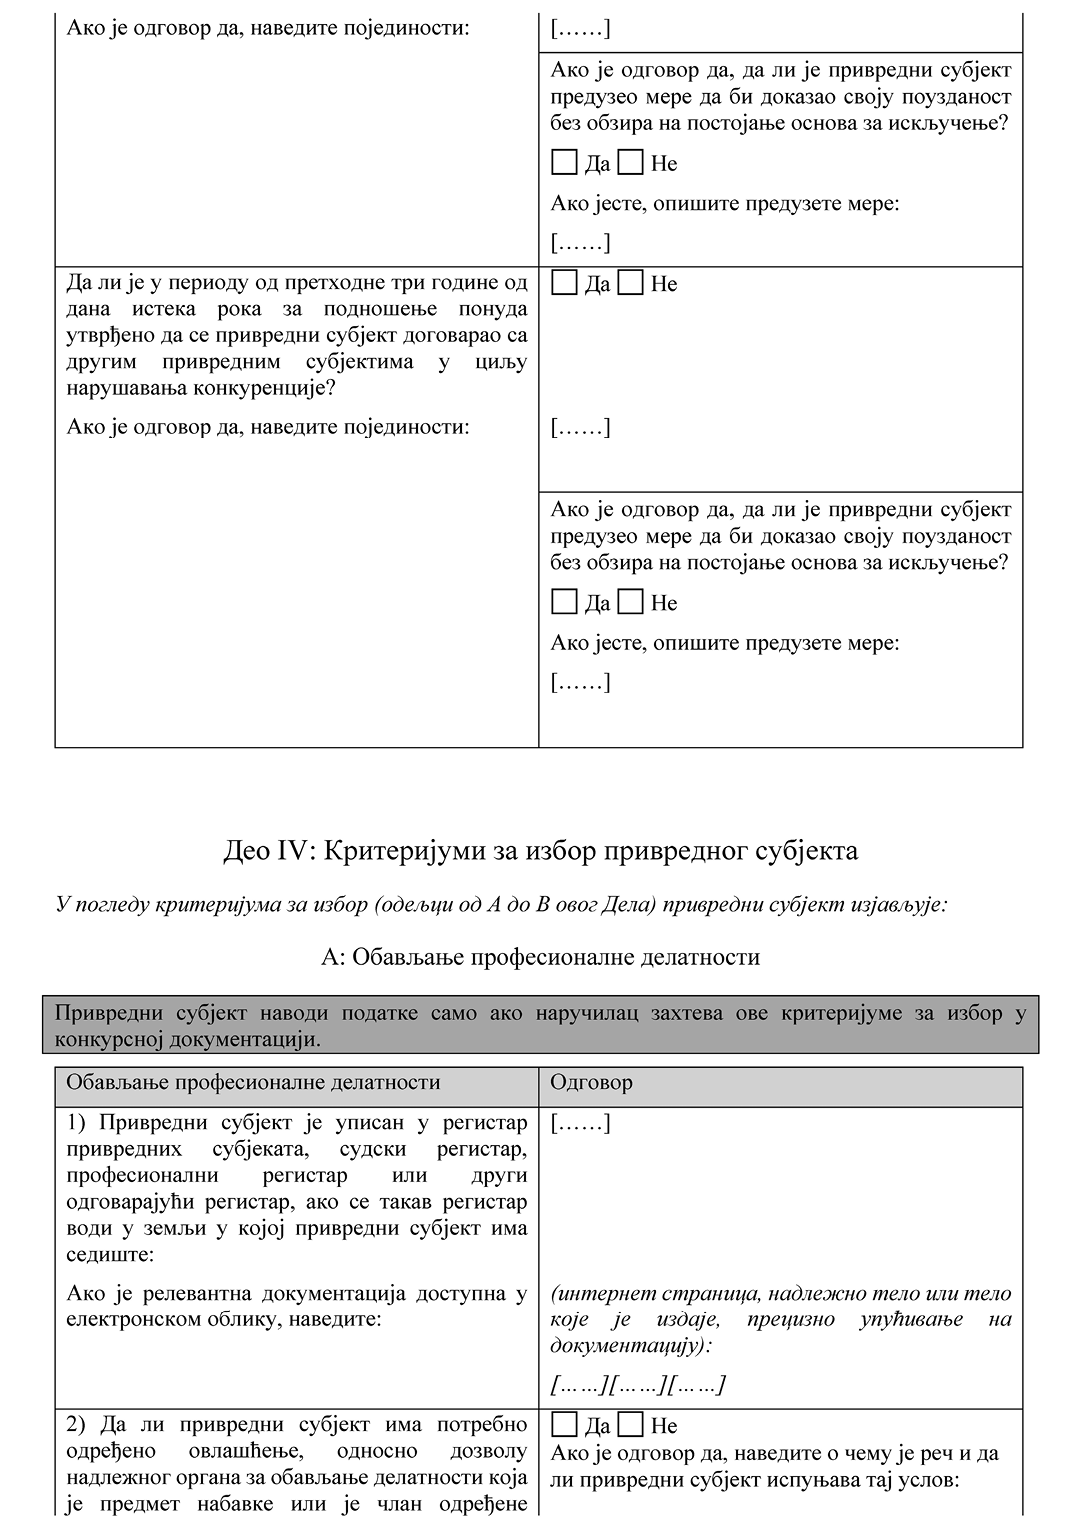 Ако је одговор да, наведите појединости:
[……]
Ако је одговор да, да ли је привредни субјект
предузео мере да би доказао своју поузданост
без обзира на постојање основа за искључење?
Да Не
Ако јесте, опишите предузете мере:
[……]
Да ли је у периоду од претходне три године од
дана истека рока за подношење понуда
утврђено да се привредни субјект договарао са
другим привредним субјектима у циљу
нарушавања конкуренције?
Ако је одговор да, наведите појединости:
Да Не
[……]
Ако је одговор да, да ли је привредни субјект
предузео мере да би доказао своју поузданост
без обзира на постојање основа за искључење?
Да Не
Ако јесте, опишите предузете мере:
[……]
Део IV: Критеријуми за избор привредног субјекта
У погледу критеријума за избор (одељци од А до В овог Дела) привредни субјект изјављује:
А: Обављање професионалне делатности
Привредни субјект наводи податке само ако наручилац захтева ове критеријуме за избор у
конкурсној документацији.
Обављање професионалне делатности
Одговор
1) Привредни субјект је уписан у регистар
привредних субјеката, судски регистар,
професионални регистар или други
одговарајући регистар, ако се такав регистар
води у земљи у којој привредни субјект има
седиште:
Ако је релевантна документација доступна у
електронском облику, наведите:
[……]
(интернет страница, надлежно тело или тело
које је издаје, прецизно упућивање на
документацију):
[……][……][……]
2) Да ли привредни субјект има потребно
одређено овлашћење, односно дозволу
надлежног органа за обављање делатности која
је предмет набавке или је члан одређене
Да Не
Ако је одговор да, наведите о чему је реч и да
ли привредни субјект испуњава тај услов: